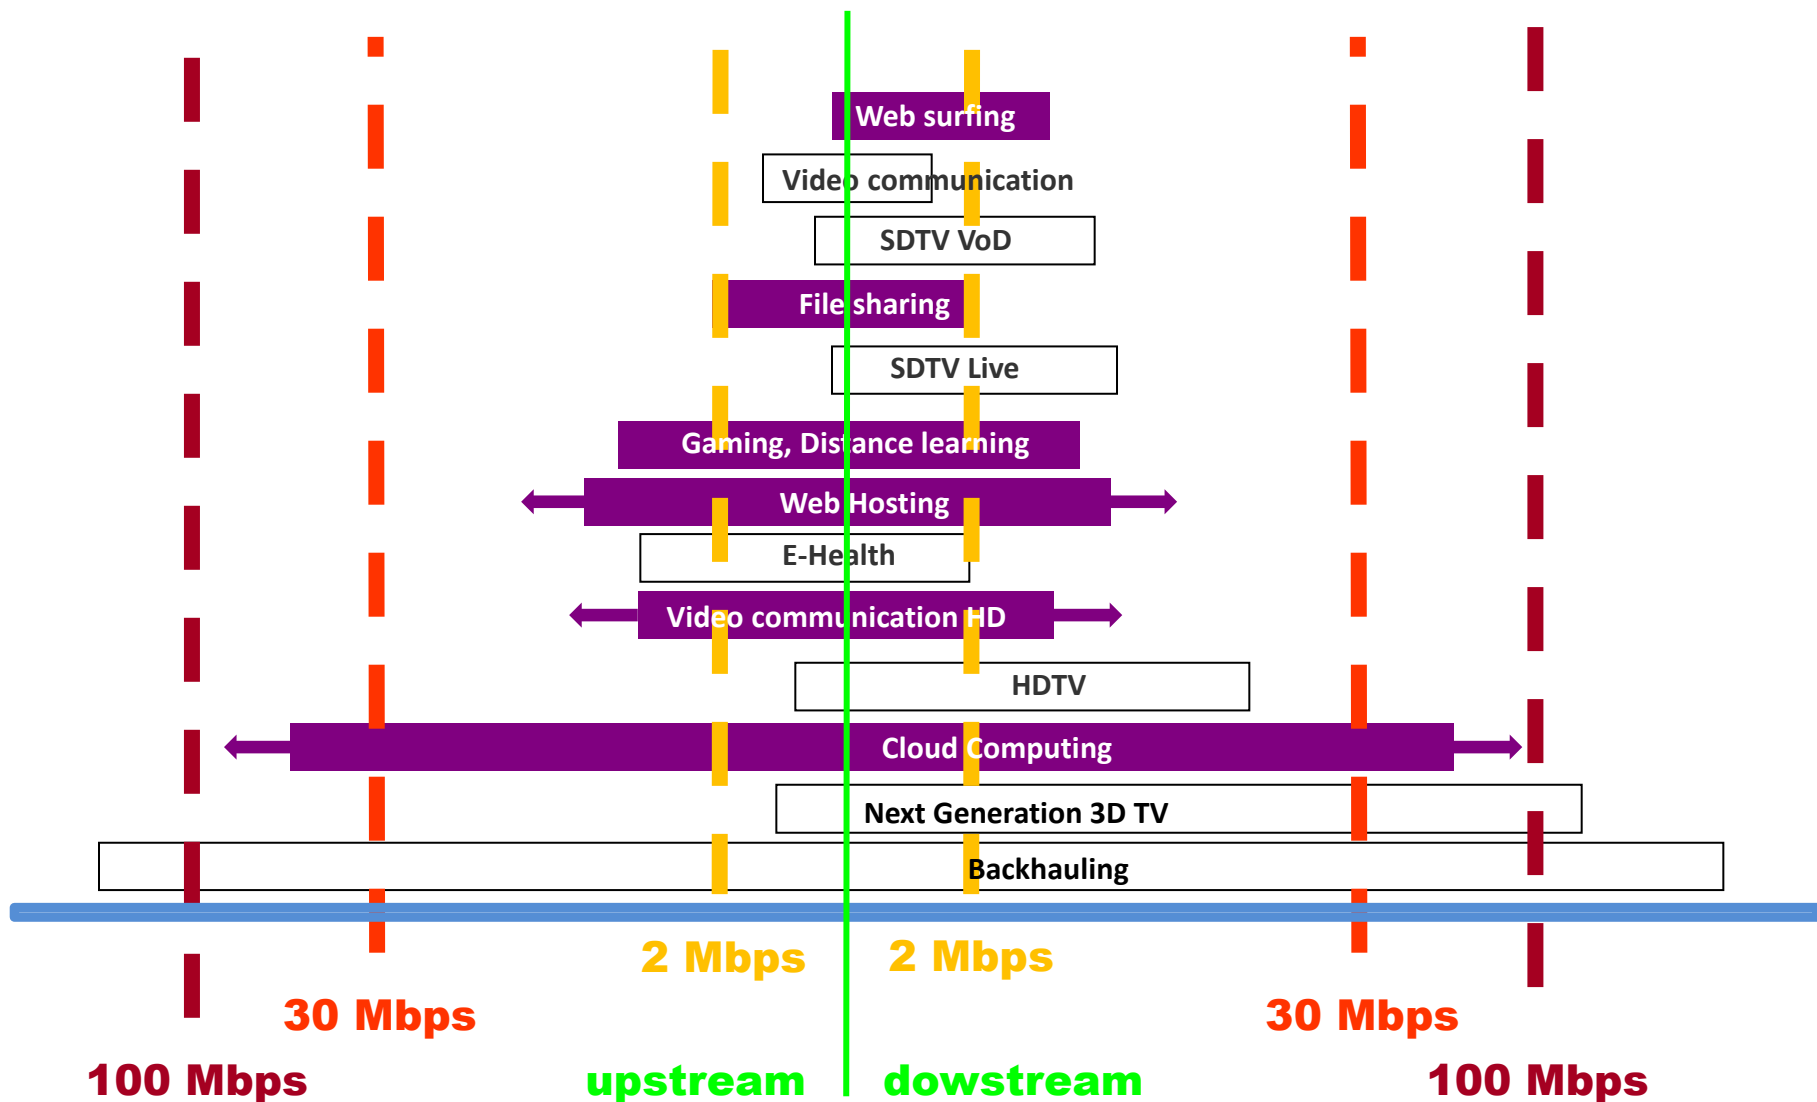 Web surfing
Video communication
SDTV VoD
File sharing
SDTV Live
Gaming, Distance learning
Web Hosting
E-Health
Video communication HD
HDTV
Cloud Computing
Next Generation 3D TV
Backhauling
2 Mbps 2 Mbps
30 Mbps 30 Mbps
100 Mbps upstream dowstream 100 Mbps